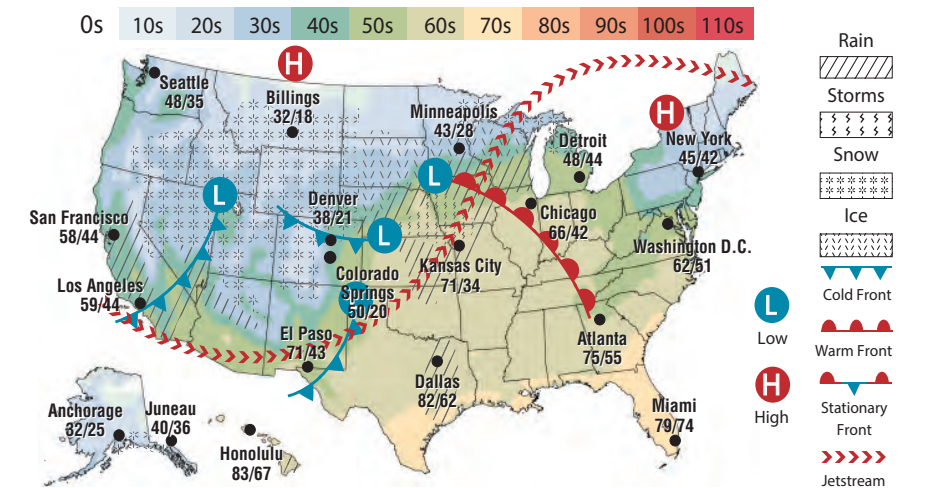 0s 10s 20s 30s 40s 50s 60s 70s 80s 90s 100s 110s
H
Seattle
48/35
Billings
32/18
Minneapolis
43/28
Detroit
48/44
H
New York
45/42
L
L
Denver
38/21
San Francisco
58/44
L
Chicago
66/42
Washington D.C.
62/51
Kansas City
71/34
Colorado
Springs
50/20
Los Angeles
59/44
El Paso
71/43
Atlanta
75/55
Dallas
82/62
Miami
79/74
Anchorage
32/25
Juneau
40/36
Honolulu
83/67
Rain
Storms
Snow
Ice
Cold Front
L
Low
Warm Front
H
High
Stationary
Front
Jetstream